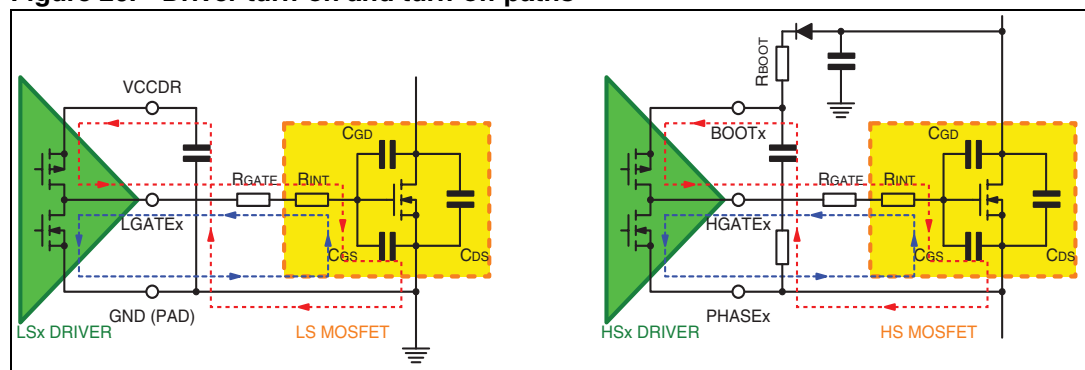 Figure 20. Driver turn-on and turn-off paths
VCCDR
CGD
RGATE
RINT
LGATEx
CGS
CDS
GND (PAD)
LSx DRIVER
LS MOSFET
RBOOT
BOOTx
CGD
RGATE
RINT
HGATEx
CGS
CDS
PHASEx
HSx DRIVER
HS MOSFET